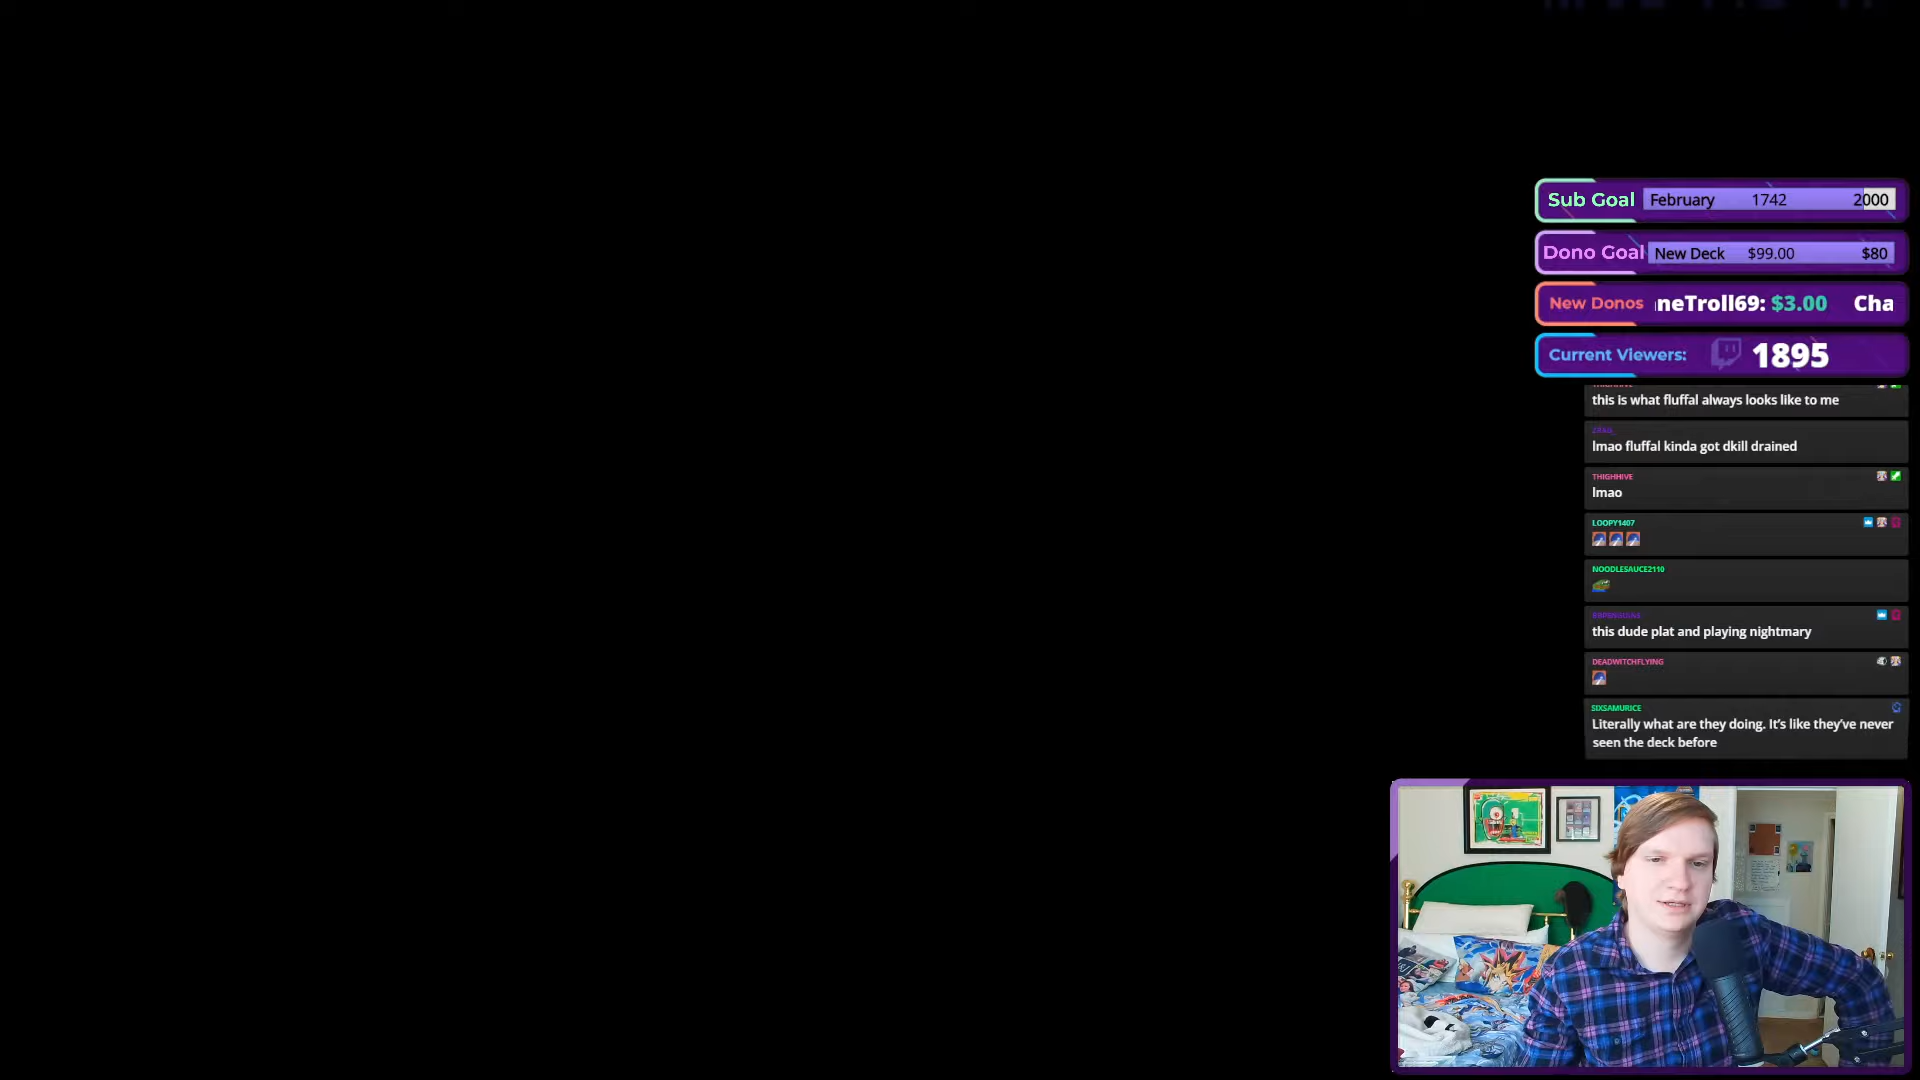 Sub Goal February 1742 2000
Dono Goal New Deck $99.00 $80
New Donos neTroll69: $3.00 Cha
Current Viewers: 1895
this is what fluffal always looks like to me
lmao fluffal kinda got dkill drained
THIGHHIVE
lmao
LOOPY1407
NOODLESAUCE2110
this dude plat and playing nightmary
DEADWITCHFLYING
SIXSAMURICE
Literally what are they doing. It's like they've never
seen the deck before